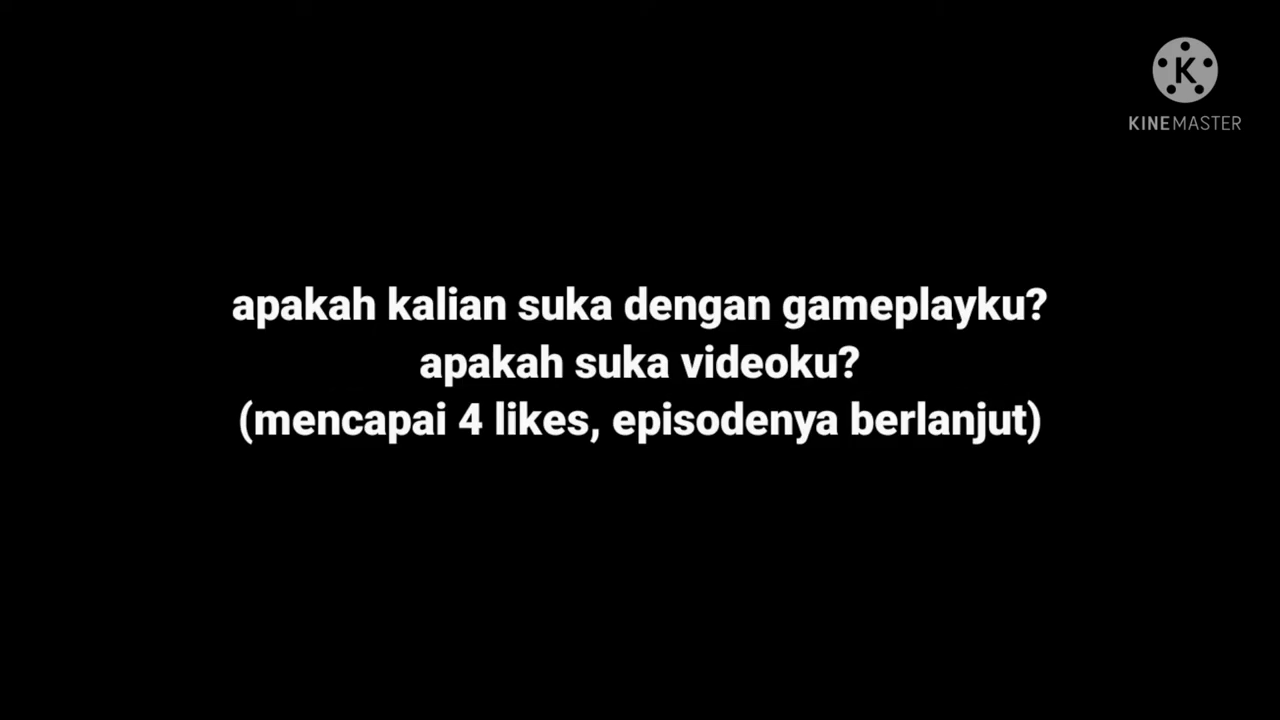 K
KINEMASTER
apakah kalian suka dengan gameplayku?
apakah suka videoku?
(mencapai 4 likes, episodenya berlanjut)